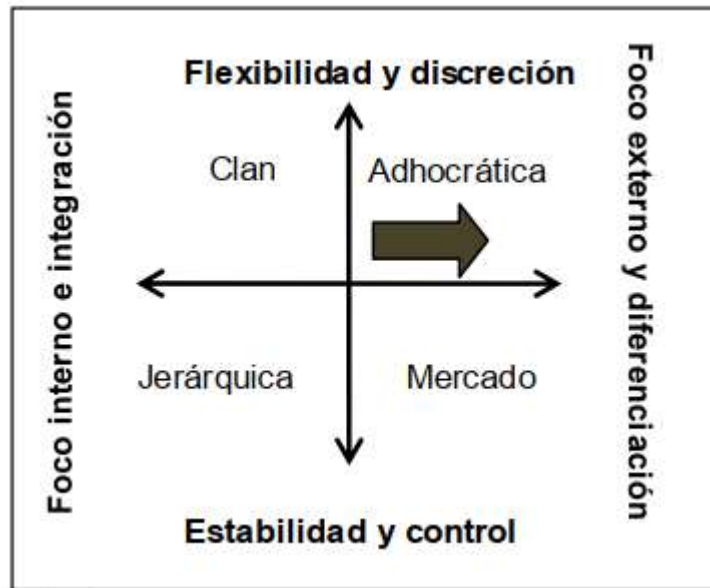 Flexibilidad y discreción
Clan
Adhocrática
Foco interno e integración
Foco externo y diferenciación
Jerárquica
Mercado
Estabilidad y control